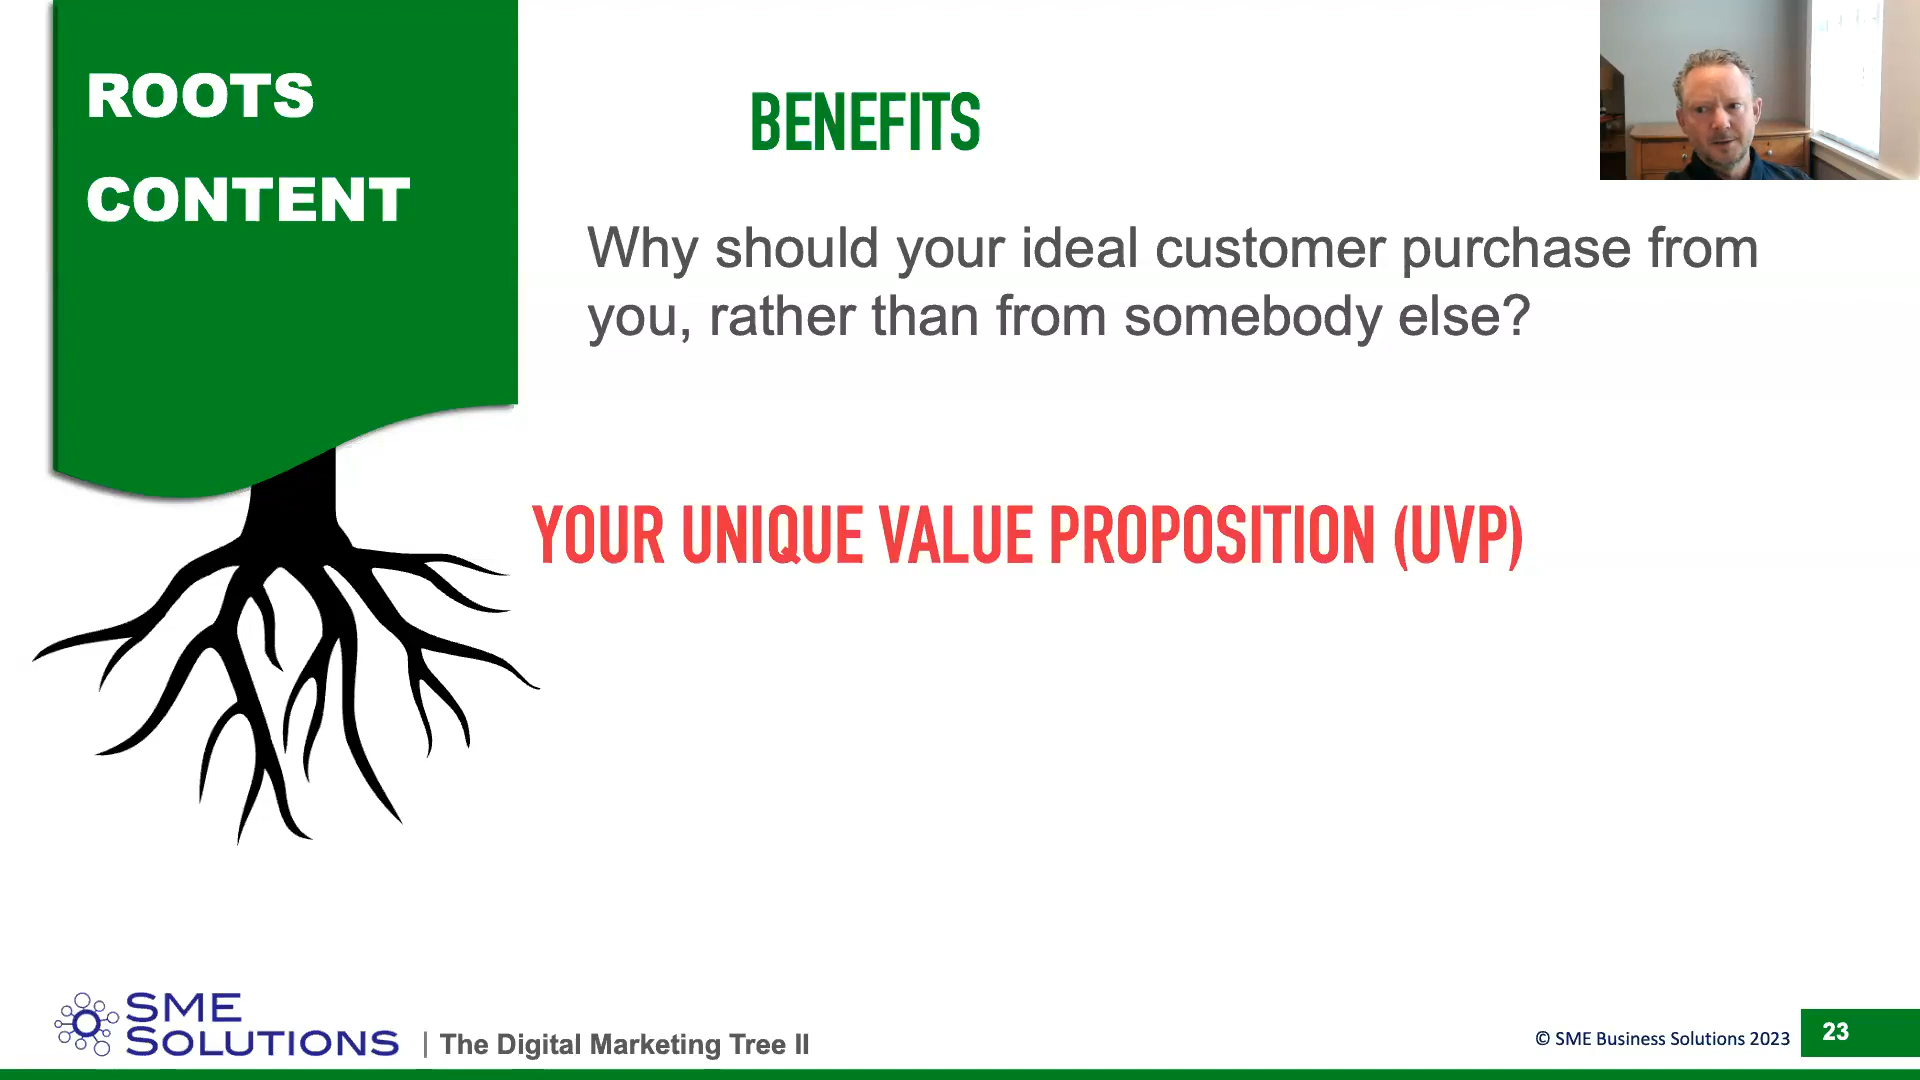 ROOTS
CONTENT
BENEFITS
Why should your ideal customer purchase from
you, rather than from somebody else?
YOUR UNIQUE VALUE PROPOSITION (UVP)
SME
SOLUTIONS
| The Digital Marketing Tree II
© SME Business Solutions 2023
23